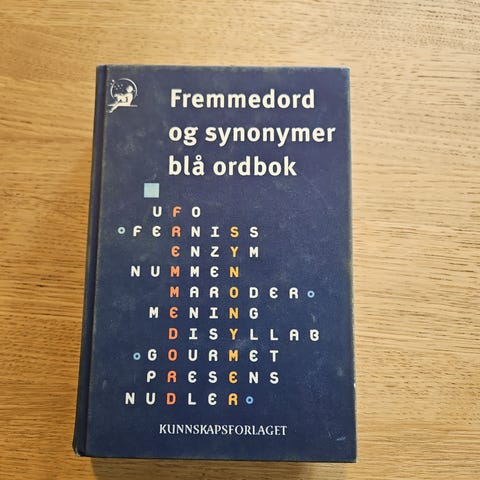 Fremmedord
og synonymer
blå ordbok
UFO
FERNISS
ENZYM
NUMMEN
MARODER
MENING
DISYLLAB
GOURMET
PRESENS
NUDLER
KUNNSKAPSFORLAGET